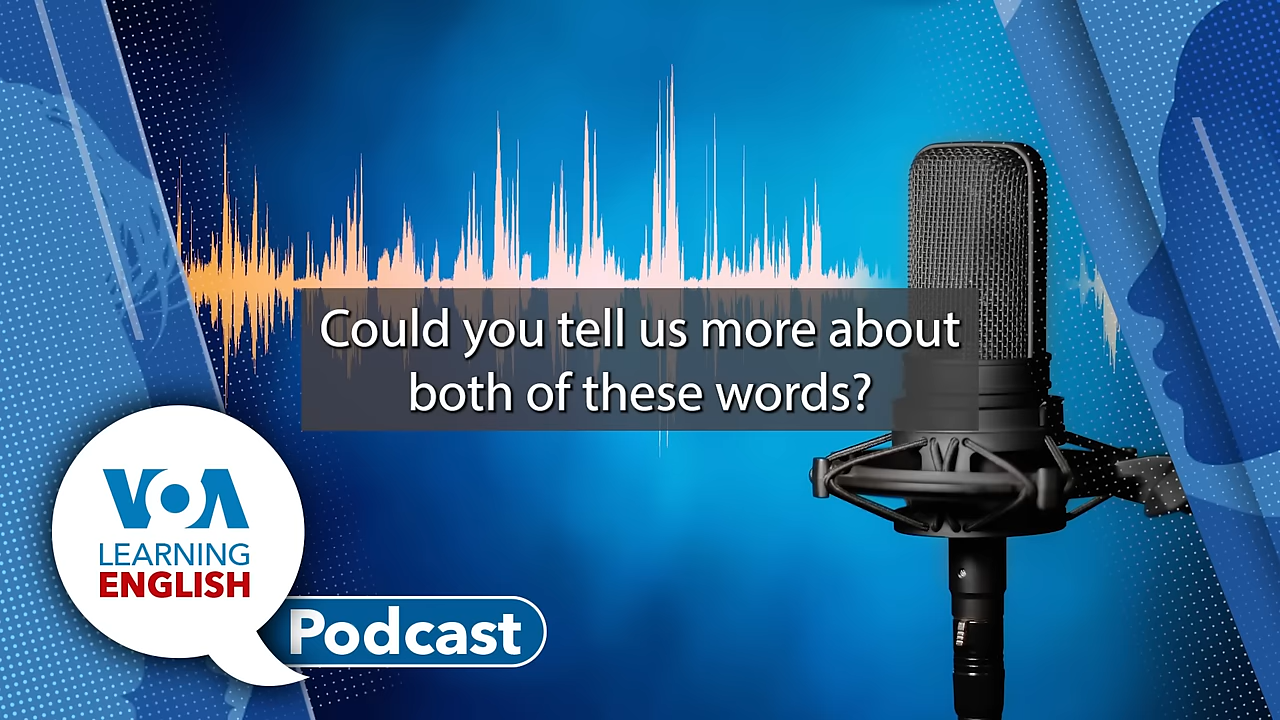 Could you tell us more about
both of these words?
VOA
LEARNING
ENGLISH
Podcast